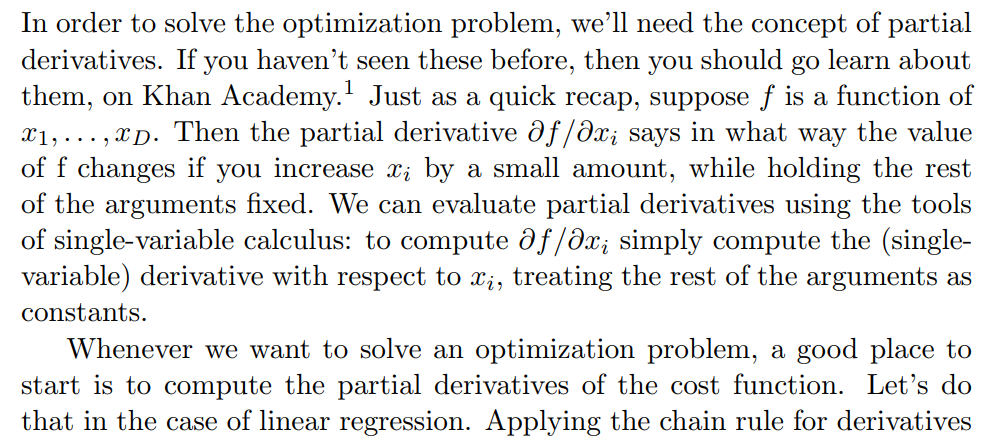 In order to solve the optimization problem, we'll need the concept of partial
derivatives. If you haven't seen these before, then you should go learn about
them, on Khan Academy.¹ Just as a quick recap, suppose f is a function of
x₁, . . . , x_D. Then the partial derivative ∂f/∂xᵢ says in what way the value
of f changes if you increase xᵢ by a small amount, while holding the rest
of the arguments fixed. We can evaluate partial derivatives using the tools
of single-variable calculus: to compute ∂f/∂xᵢ simply compute the (single-
variable) derivative with respect to xᵢ, treating the rest of the arguments as
constants.
Whenever we want to solve an optimization problem, a good place to
start is to compute the partial derivatives of the cost function. Let's do
that in the case of linear regression. Applying the chain rule for derivatives